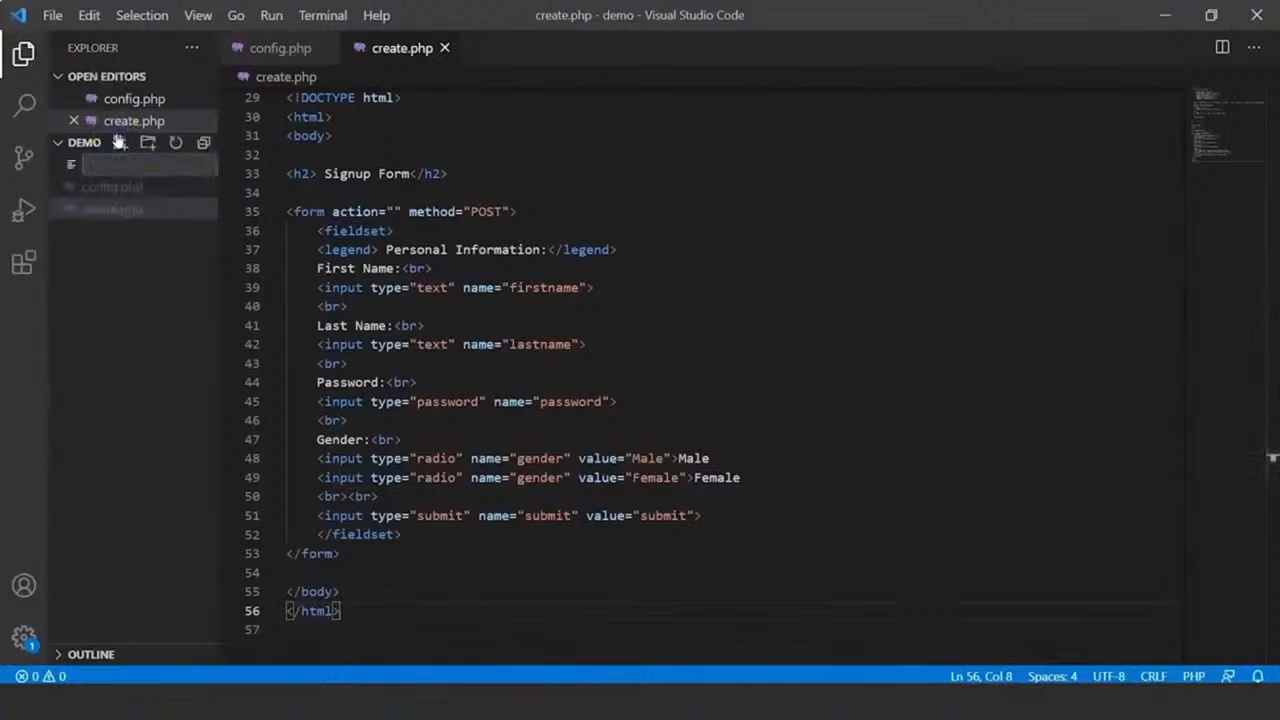 File Edit Selection View Go Run Terminal Help create.php - demo - Visual Studio Code
EXPLORER
OPEN EDITORS
config.php
create.php
DEMO
config.php
OUTLINE
config.php create.php
create.php
29 <!DOCTYPE html>
30 <html>
31 <body>
32
33 <h2> Signup Form</h2>
34
35 <form action="" method="POST">
36 <fieldset>
37 <legend> Personal Information:</legend>
38 First Name:<br>
39 <input type="text" name="firstname">
40 <br>
41 Last Name:<br>
42 <input type="text" name="lastname">
43 <br>
44 Password:<br>
45 <input type="password" name="password">
46 <br>
47 Gender:<br>
48 <input type="radio" name="gender" value="Male">Male
49 <input type="radio" name="gender" value="Female">Female
50 <br><br>
51 <input type="submit" name="submit" value="submit">
52 </fieldset>
53 </form>
54
55 </body>
56 </html>
57
1
0 0 Ln 56, Col 8 Spaces: 4 UTF-8 CRLF PHP